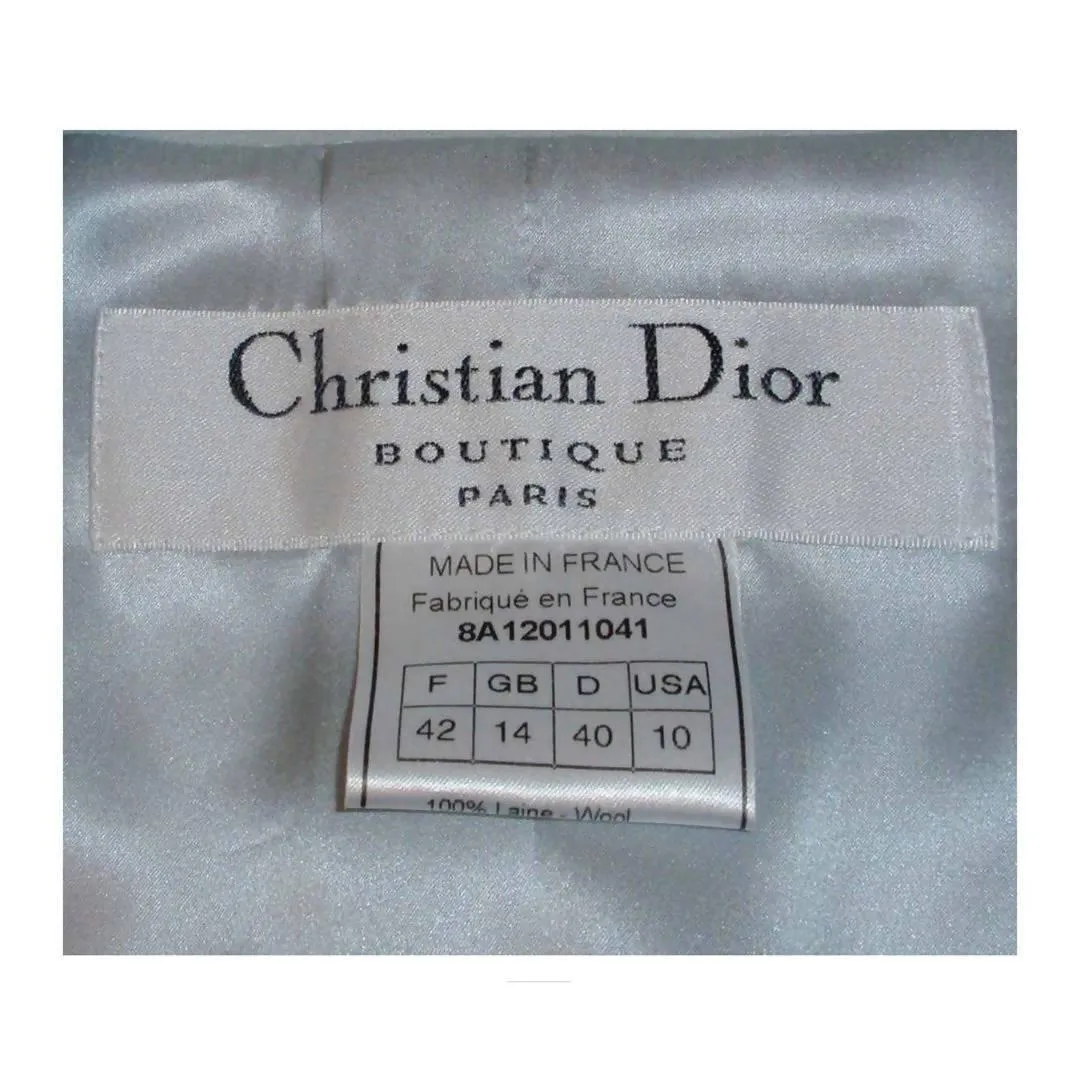 Christian Dior
BOUTIQUE
PARIS
MADE IN FRANCE
Fabriqué en France
8A12011041
F GB D USA
42 14 40 10
100% Laine - Wool